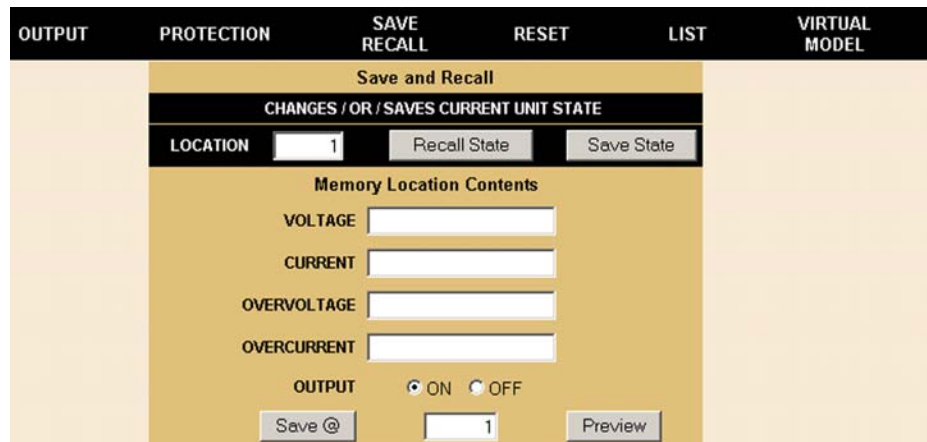 OUTPUT PROTECTION SAVE RECALL RESET LIST VIRTUAL MODEL
Save and Recall
CHANGES / OR / SAVES CURRENT UNIT STATE
LOCATION 1 Recall State Save State
Memory Location Contents
VOLTAGE
CURRENT
OVERVOLTAGE
OVERCURRENT
OUTPUT ON OFF
Save @ 1 Preview